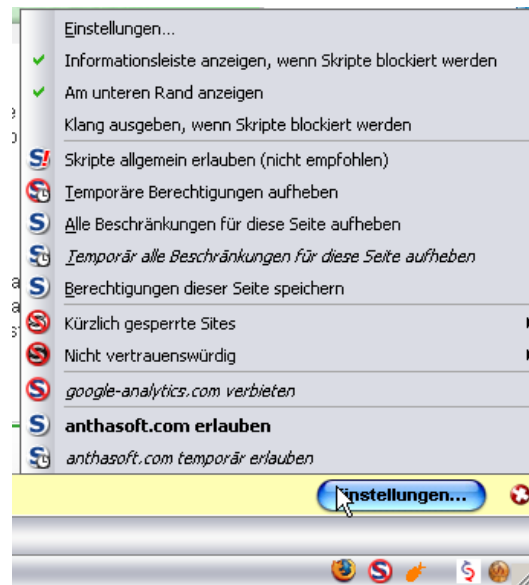 Einstellungen...
Informationsleiste anzeigen, wenn Skripte blockiert werden
Am unteren Rand anzeigen
Klang ausgeben, wenn Skripte blockiert werden
Skripte allgemein erlauben (nicht empfohlen)
Temporäre Berechtigungen aufheben
Alle Beschränkungen für diese Seite aufheben
Temporär alle Beschränkungen für diese Seite aufheben
Berechtigungen dieser Seite speichern
Kürzlich gesperrte Sites
Nicht vertrauenswürdig
google-analytics.com verbieten
anthasoft.com erlauben
anthasoft.com temporär erlauben
Einstellungen...